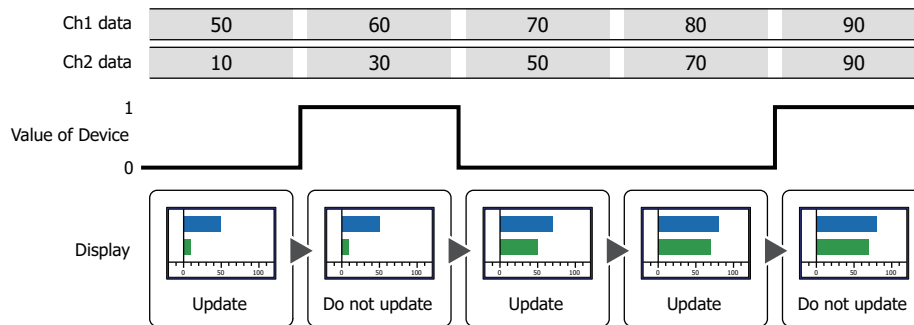 Ch1 data 50 60 70 80 90
Ch2 data 10 30 50 70 90
1
Value of Device
0
Display
0 50 100 0 50 100 0 50 100 0 50 100 0 50 100
Update Do not update Update Update Do not update